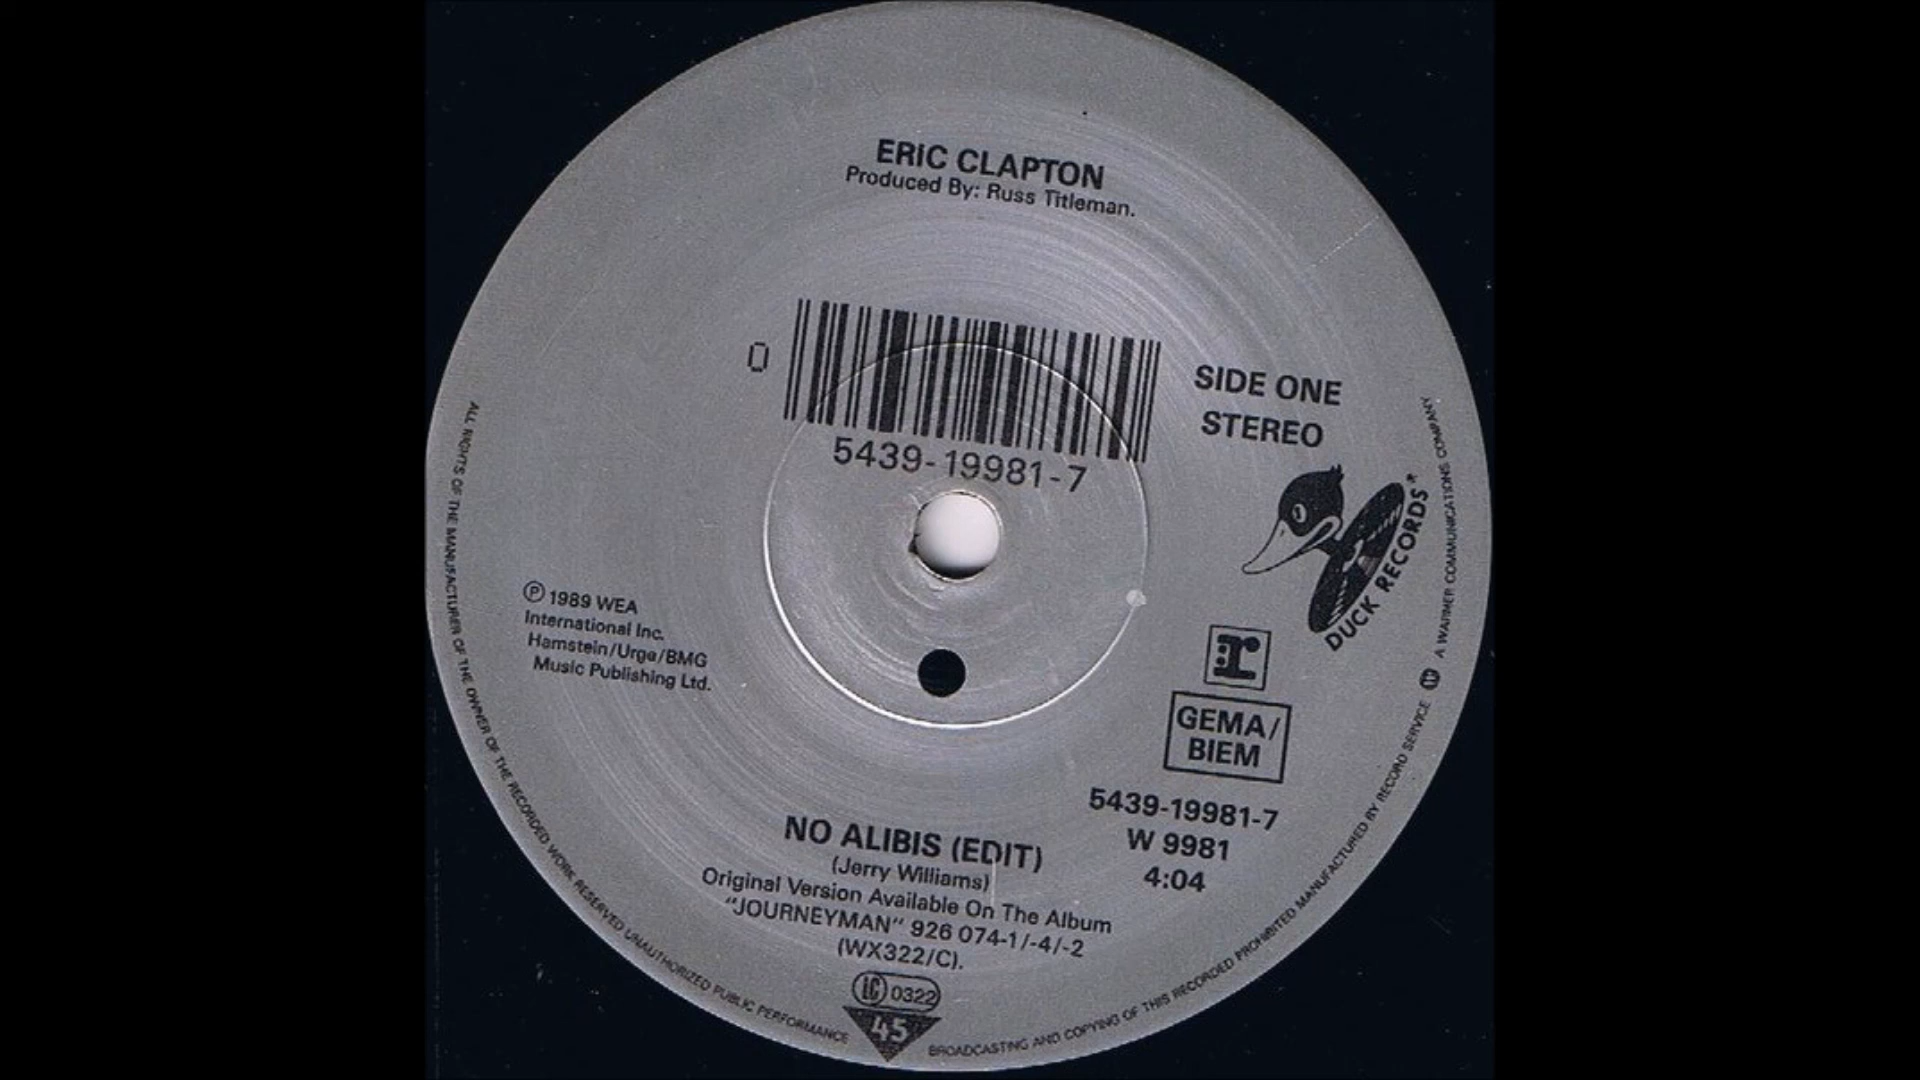 ERIC CLAPTON
Produced By: Russ Titleman.
0
5439-19981-7
SIDE ONE
STEREO
DUCK RECORDS®
℗ 1989 WEA
International Inc.
Hamstein/Urge/BMG
Music Publishing Ltd.
r
GEMA/
BIEM
5439-19981-7
W 9981
4:04
NO ALIBIS (EDIT)
(Jerry Williams)
Original Version Available On The Album
"JOURNEYMAN" 926 074-1/-4/-2
(WX322/C).
LC 0322
45
ALL RIGHTS OF THE MANUFACTURER OF THE OWNER OF THE RECORDED WORK RESERVED UNAUTHORIZED PUBLIC PERFORMANCE
BROADCASTING AND COPYING OF THIS RECORDED PROHIBITED MANUFACTURED BY RECORD SERVICE A WARNER COMMUNICATIONS COMPANY